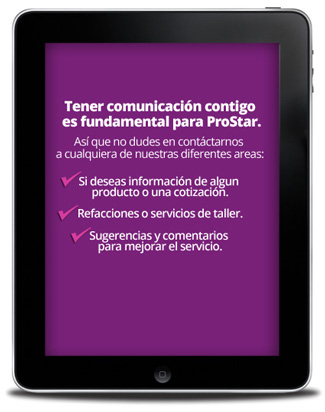 Tener comunicación contigo
es fundamental para ProStar.
Así que no dudes en contáctarnos
a cualquiera de nuestras diferentes areas:
Si deseas información de algun
producto o una cotización.
Refacciones o servicios de taller.
Sugerencias y comentarios
para mejorar el servicio.